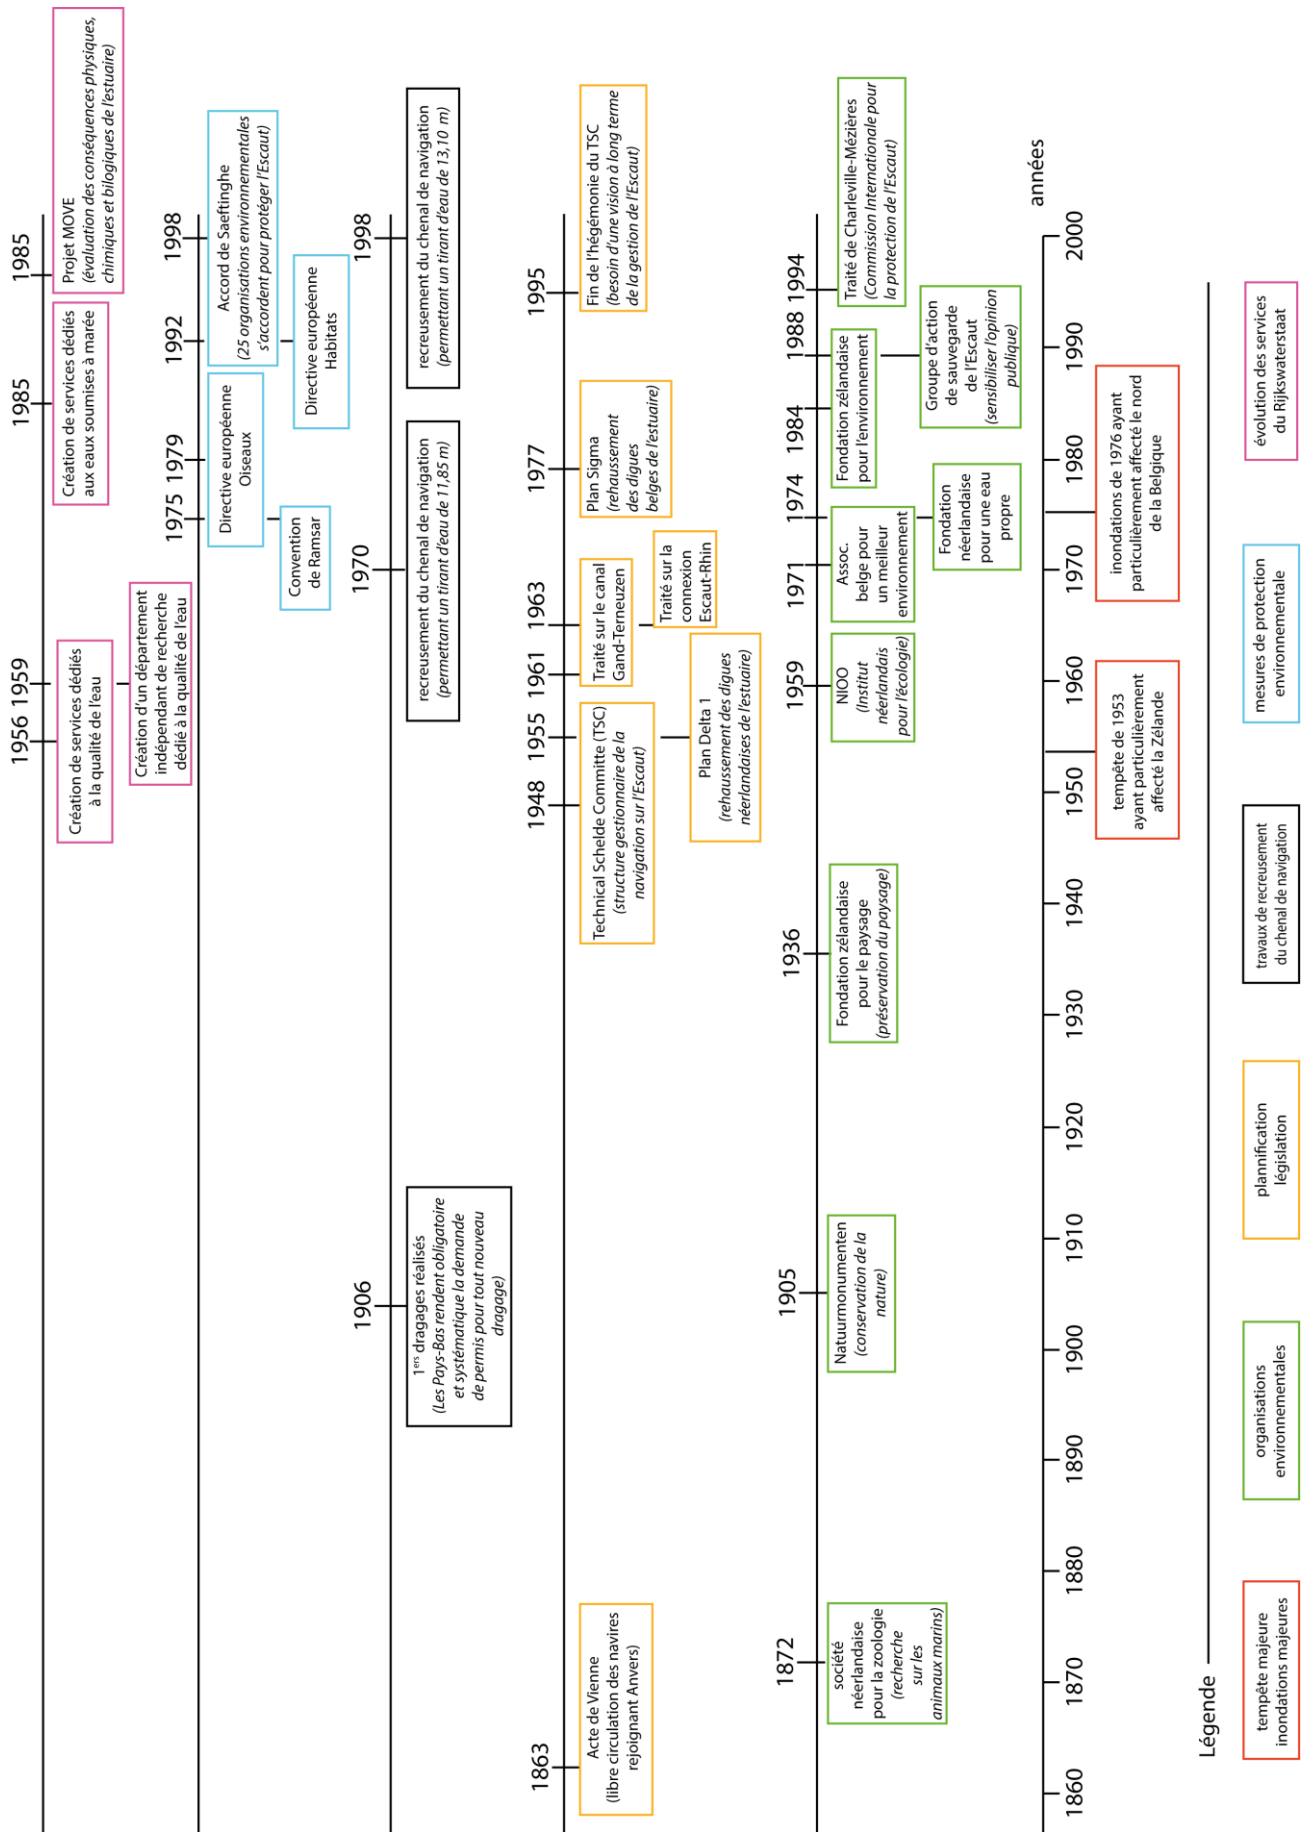 1956
1959
1985
1985
Création de services dédiés
à la qualité de l'eau
Création d'un département
indépendant de recherche
dédié à la qualité de l'eau
Création de services dédiés
aux eaux soumises à marée
Projet MOVE
(évaluation des conséquences physiques,
chimiques et bilogiques de l'estuaire)
1975
1979
1992
1998
Convention
de Ramsar
Directive européenne
Oiseaux
Directive européenne
Habitats
Accord de Saeftinghe
(25 organisations environnementales
s'accordent pour protéger l'Escaut)
1906
1970
1998
1ers dragages réalisés
(Les Pays-Bas rendent obligatoire
et systématique la demande
de permis pour tout nouveau
dragage)
recreusement du chenal de navigation
(permettant un tirant d'eau de 11,85 m)
recreusement du chenal de navigation
(permettant un tirant d'eau de 13,10 m)
1863
1948
1955
1961
1963
1977
1995
Acte de Vienne
(libre circulation des navires
rejoignant Anvers)
Technical Schelde Committe (TSC)
(structure gestionnaire de la
navigation sur l'Escaut)
Plan Delta 1
(rehaussement des digues
néerlandaises de l'estuaire)
Traité sur le canal
Gand-Terneuzen
Traité sur la
connexion
Escaut-Rhin
Plan Sigma
(rehaussement
des digues
belges de l'estuaire)
Fin de l'hégémonie du TSC
(besoin d'une vision à long terme
de la gestion de l'Escaut)
1872
1905
1936
1959
1971
1974
1984
1988
1994
société
néerlandaise
pour la zoologie
(recherche
sur les
animaux marins)
Natuurmonumenten
(conservation de la
nature)
Fondation zélandaise
pour le paysage
(préservation du paysage)
NIOO
(Institut
néerlandais
pour l'écologie)
Assoc.
belge pour
un meilleur
environnement
Fondation
néerlandaise
pour une eau
propre
Fondation zélandaise
pour l'environnement
Groupe d'action
de sauvegarde
de l'Escaut
(sensibiliser l'opinion
publique)
Traité de Charleville-Mézières
(Commission Internationale pour
la protection de l'Escaut)
années
1860
1870
1880
1890
1900
1910
1920
1930
1940
1950
1960
1970
1980
1990
2000
tempête de 1953
ayant particulièrement
affecté la Zélande
inondations de 1976 ayant
particulièrement affecté le nord
de la Belgique
Légende
tempête majeure
inondations majeures
organisations
environnementales
plannification
législation
travaux de recreusement
du chenal de navigation
mesures de protection
environnementale
évolution des services
du Rijkswaterstaat